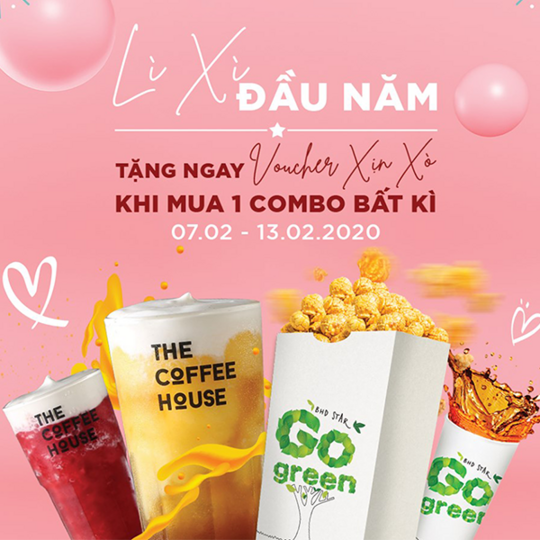 Lì Xì
ĐẦU NĂM
TẶNG NGAY Voucher Xịn Xò
KHI MUA 1 COMBO BẤT KÌ
07.02 - 13.02.2020
THE
COFFEE
HOUSE
THE
COFFEE
HOUSE
BHD STAR
GO
green
BHD STAR
GO
green